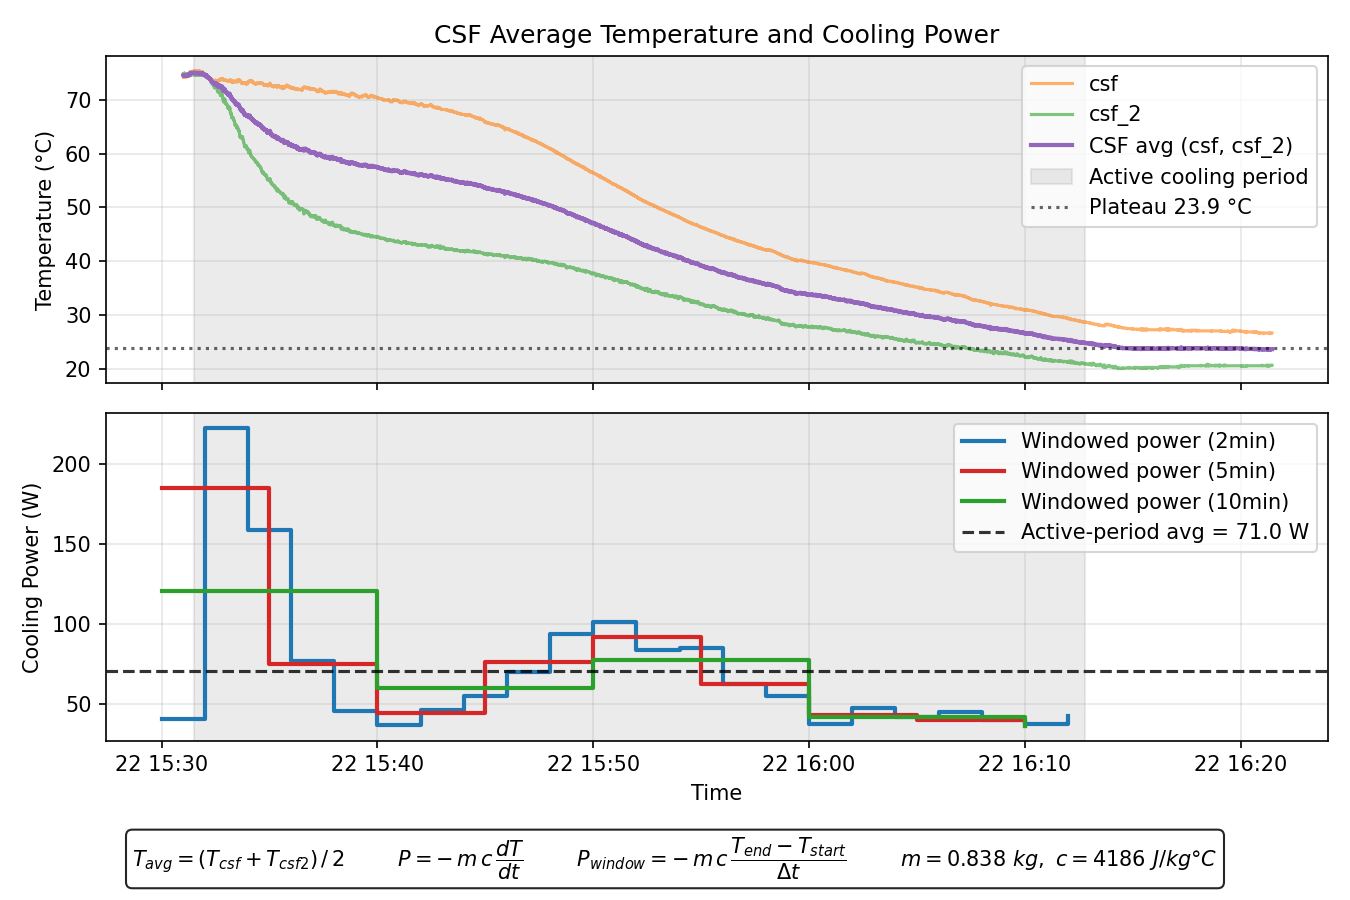 CSF Average Temperature and Cooling Power
Temperature (°C)
70
60
50
40
30
20
csf
csf_2
CSF avg (csf, csf_2)
Active cooling period
Plateau 23.9 °C
Cooling Power (W)
200
150
100
50
Windowed power (2min)
Windowed power (5min)
Windowed power (10min)
Active-period avg = 71.0 W
22 15:30 22 15:40 22 15:50 22 16:00 22 16:10 22 16:20
Time
T_avg = (T_csf + T_csf2) / 2 P = − m c dT/dt P_window = − m c (T_end − T_start)/Δt m = 0.838 kg, c = 4186 J/kg°C